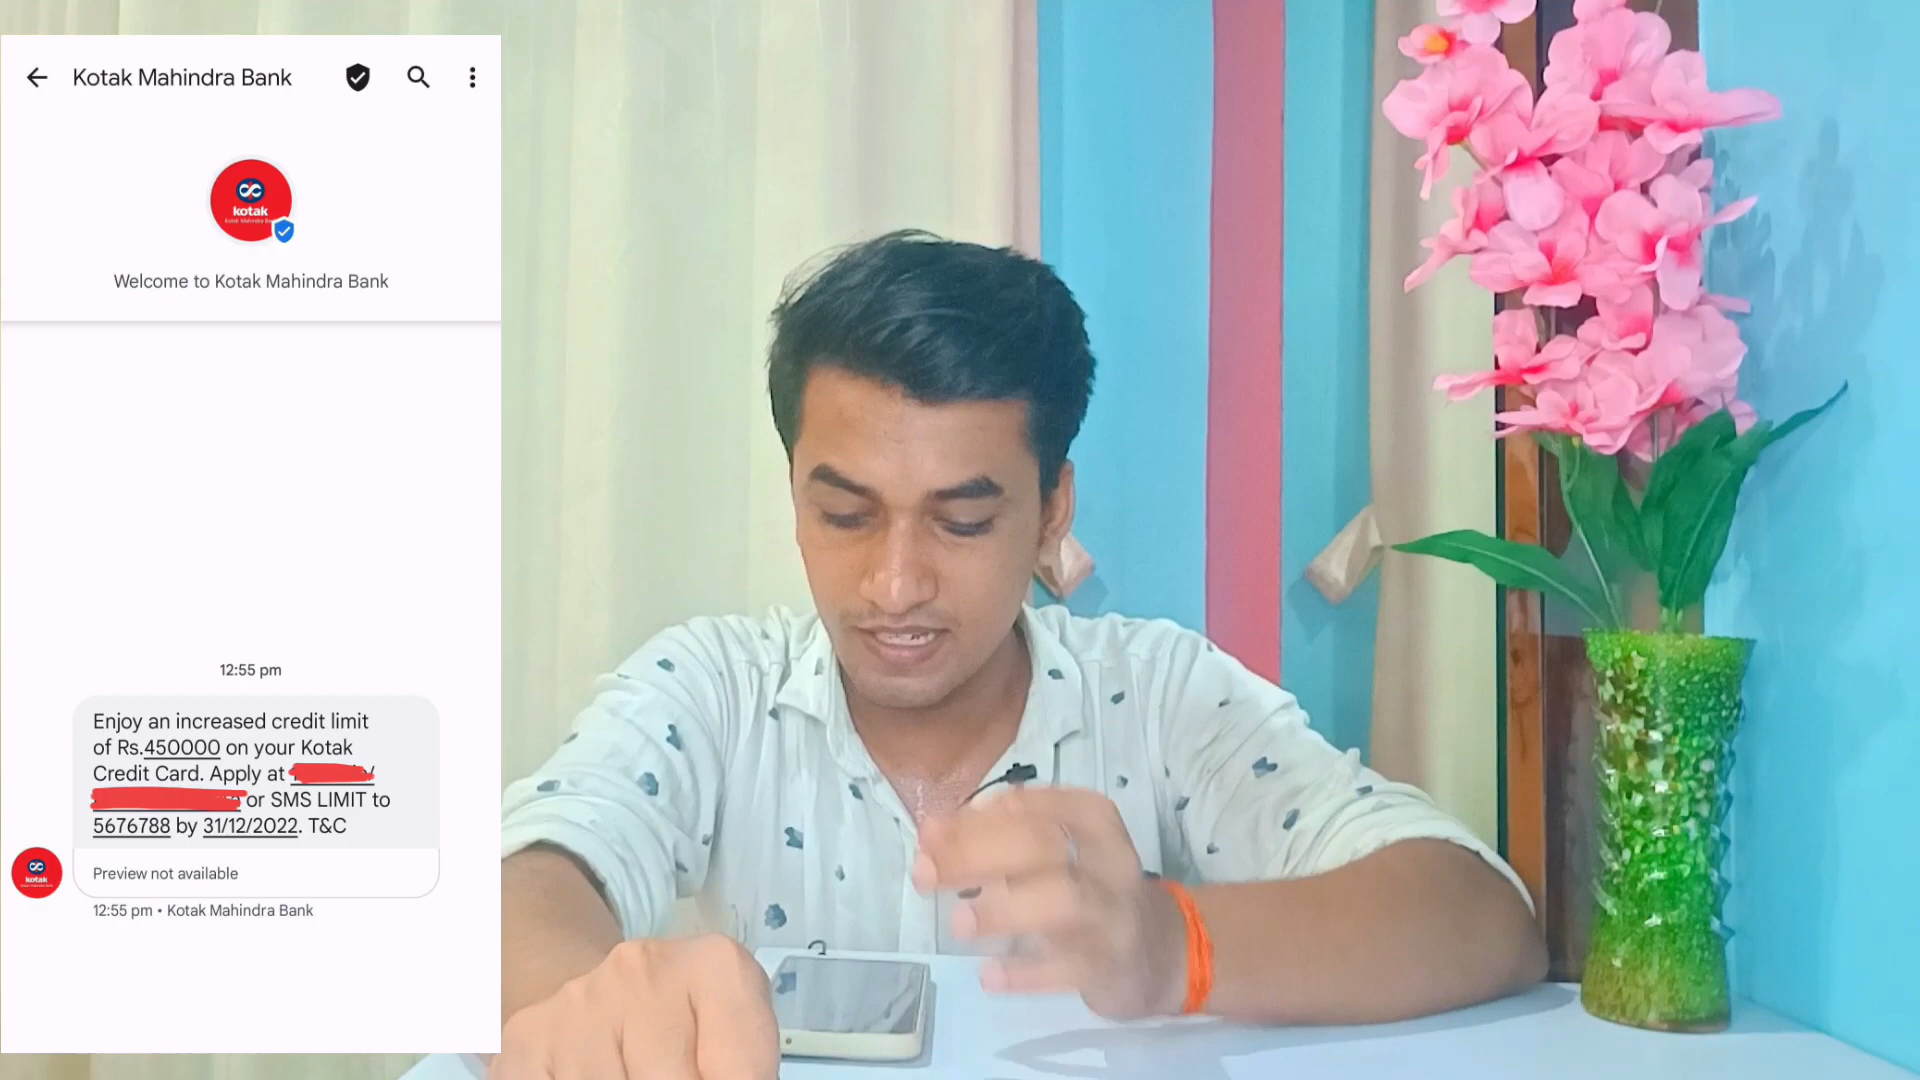 Kotak Mahindra Bank
kotak
Welcome to Kotak Mahindra Bank
12:55 pm
Enjoy an increased credit limit
of Rs.450000 on your Kotak
Credit Card. Apply at
or SMS LIMIT to
5676788 by 31/12/2022. T&C
Preview not available
kotak
12:55 pm • Kotak Mahindra Bank